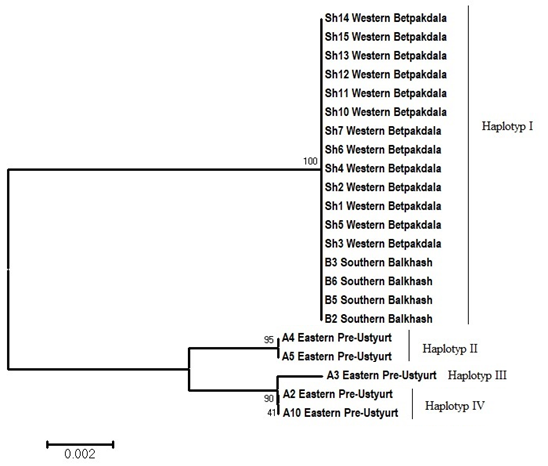 Sh14 Western Betpakdala
Sh15 Western Betpakdala
Sh13 Western Betpakdala
Sh12 Western Betpakdala
Sh11 Western Betpakdala
Sh10 Western Betpakdala
Haplotyp I
Sh7 Western Betpakdala
Sh6 Western Betpakdala
100
Sh4 Western Betpakdala
Sh2 Western Betpakdala
Sh1 Western Betpakdala
Sh5 Western Betpakdala
Sh3 Western Betpakdala
B3 Southern Balkhash
B6 Southern Balkhash
B5 Southern Balkhash
B2 Southern Balkhash
95
A4 Eastern Pre-Ustyurt
Haplotyp II
A5 Eastern Pre-Ustyurt
A3 Eastern Pre-Ustyurt
Haplotyp III
90
A2 Eastern Pre-Ustyurt
Haplotyp IV
41
A10 Eastern Pre-Ustyurt
0.002